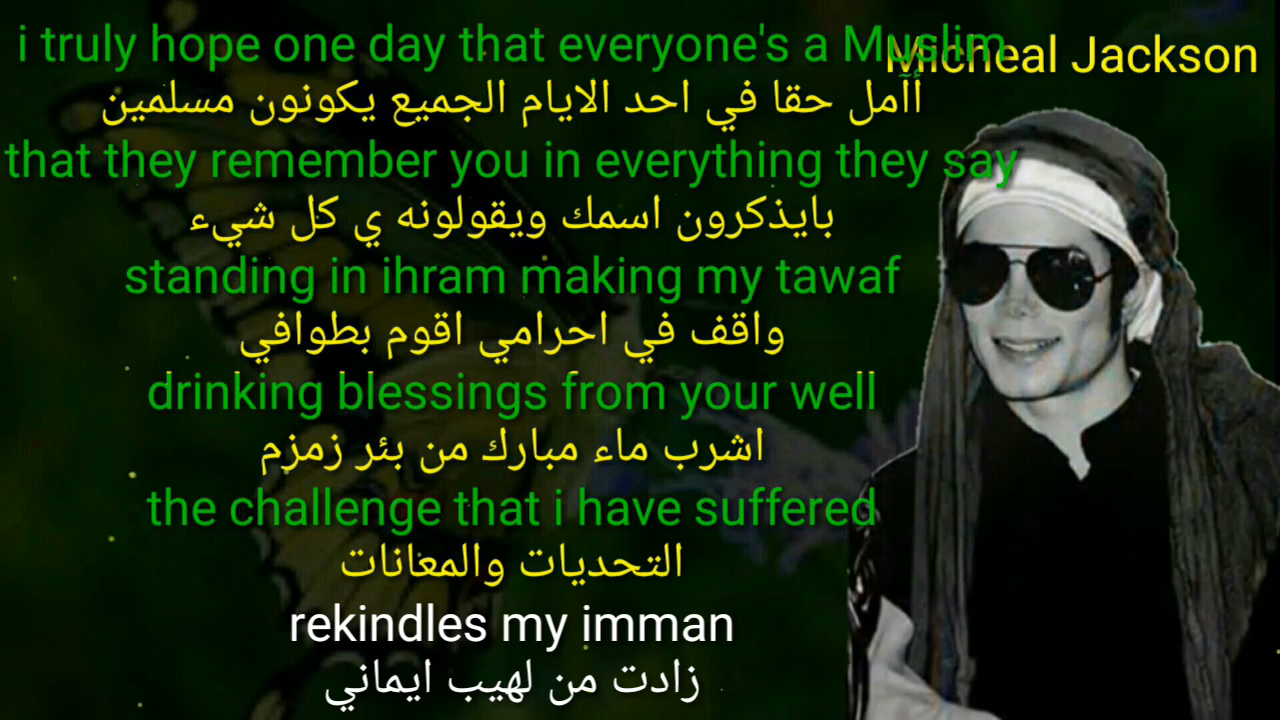 i truly hope one day that everyone's a Muslim
Micheal Jackson
أآمل حقا في احد الايام الجميع يكونون مسلمين
that they remember you in everything they say
بايذكرون اسمك ويقولونه ي كل شيء
standing in ihram making my tawaf
واقف في احرامي اقوم بطوافي
drinking blessings from your well
اشرب ماء مبارك من بئر زمزم
the challenge that i have suffered
التحديات والمعانات
rekindles my imman
زادت من لهيب ايماني